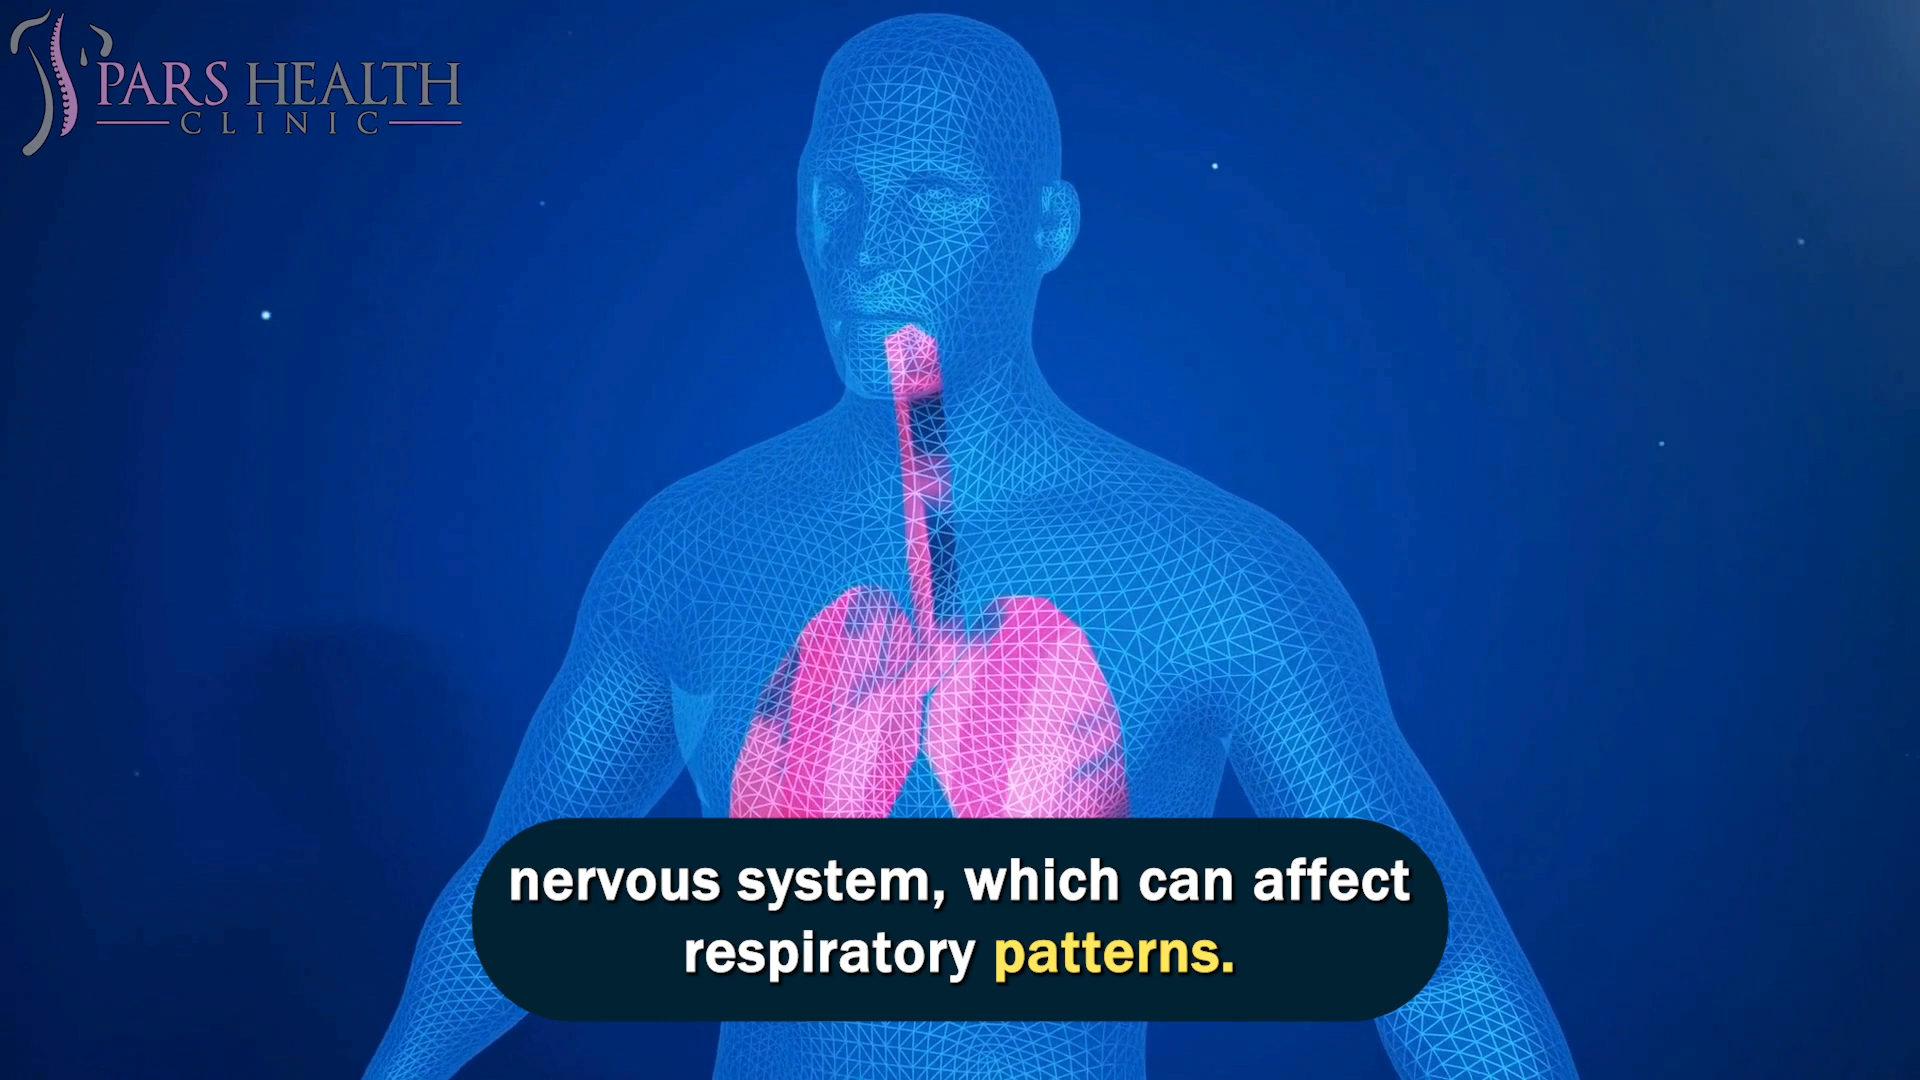 PARS HEALTH
CLINIC
nervous system, which can affect
respiratory patterns.